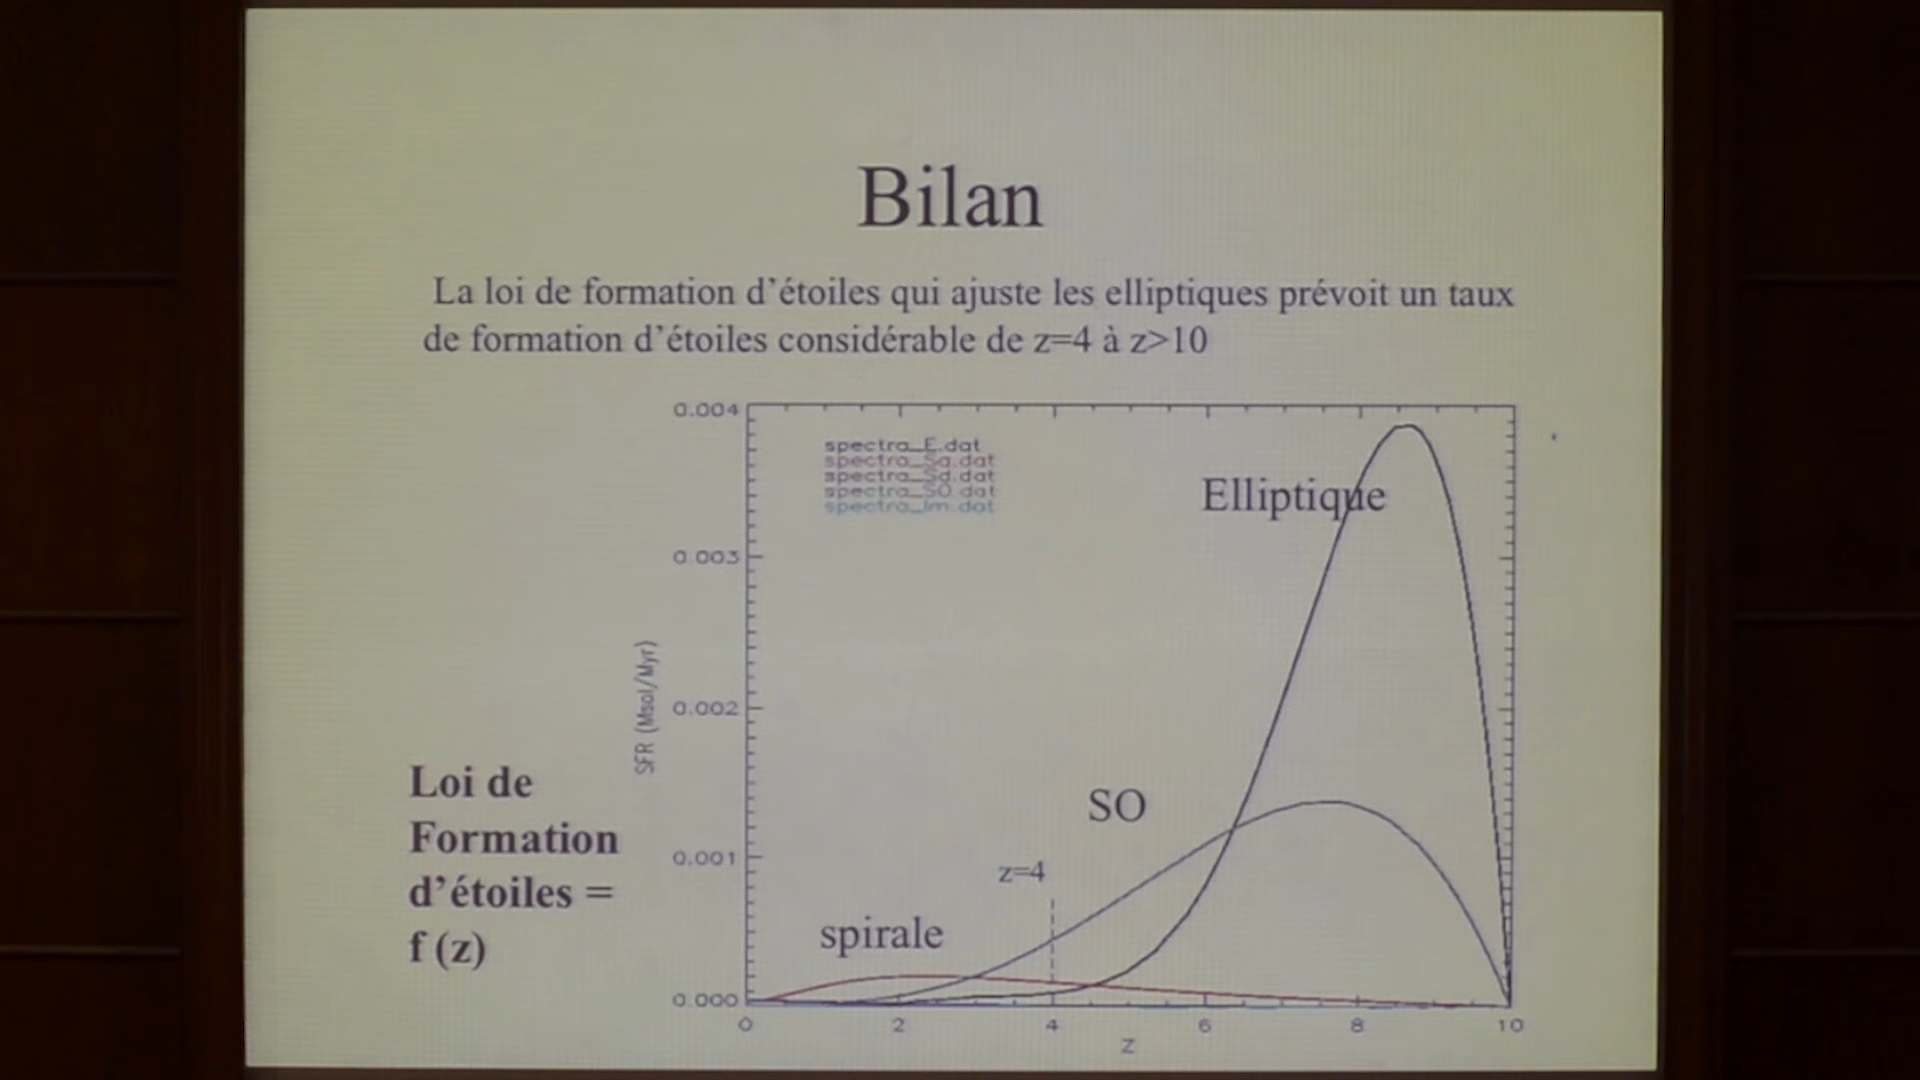 Bilan
La loi de formation d'étoiles qui ajuste les elliptiques prévoit un taux
de formation d'étoiles considérable de z=4 à z>10
0.004
spectra_E.dat
spectra_Sa.dat
spectra_Sd.dat
spectra_SO.dat
spectra_Im.dat
Elliptique
0.003
SFR (Msol/Myr)
0.002
Loi de
Formation
d'étoiles =
f (z)
SO
0.001
z=4
spirale
0.000
0 2 4 6 8 10
z